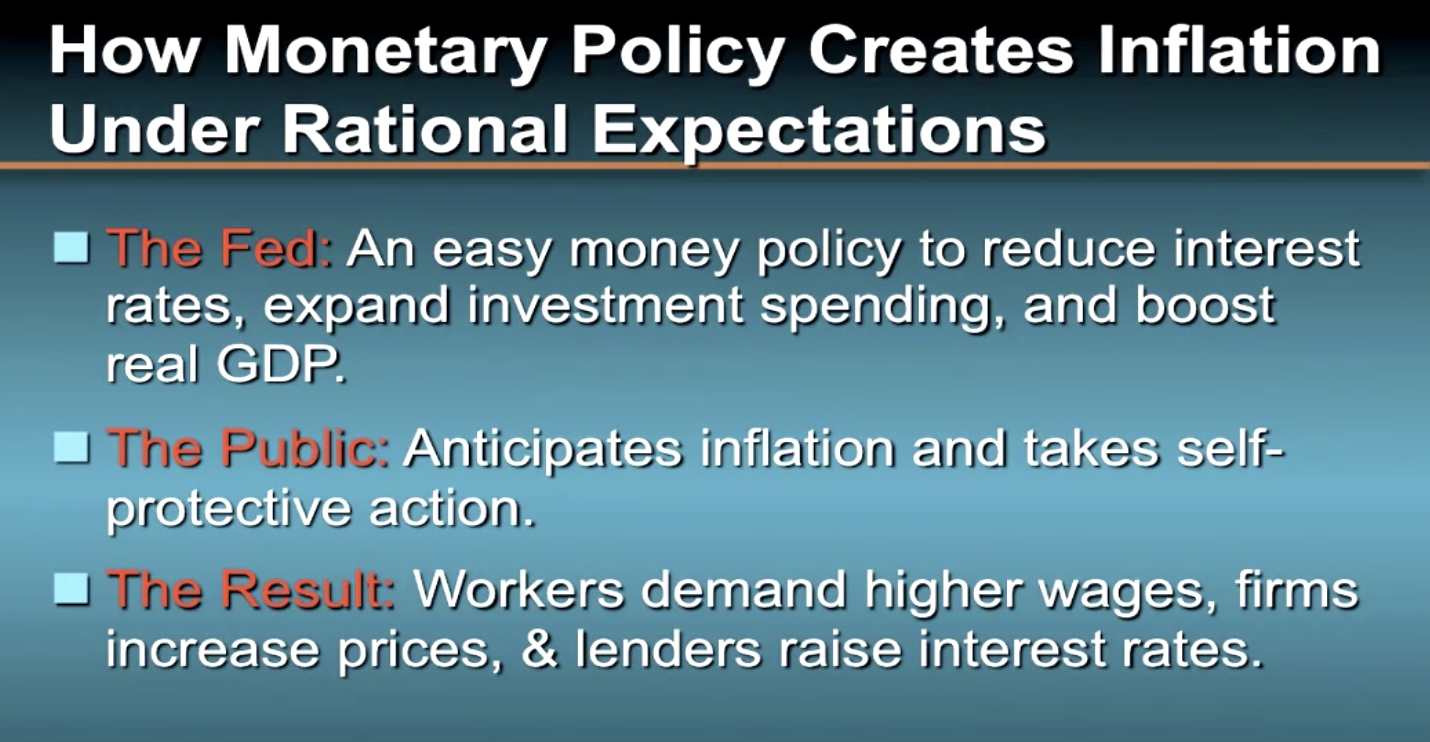 How Monetary Policy Creates Inflation
Under Rational Expectations
The Fed: An easy money policy to reduce interest
rates, expand investment spending, and boost
real GDP.
The Public: Anticipates inflation and takes self-
protective action.
The Result: Workers demand higher wages, firms
increase prices, & lenders raise interest rates.